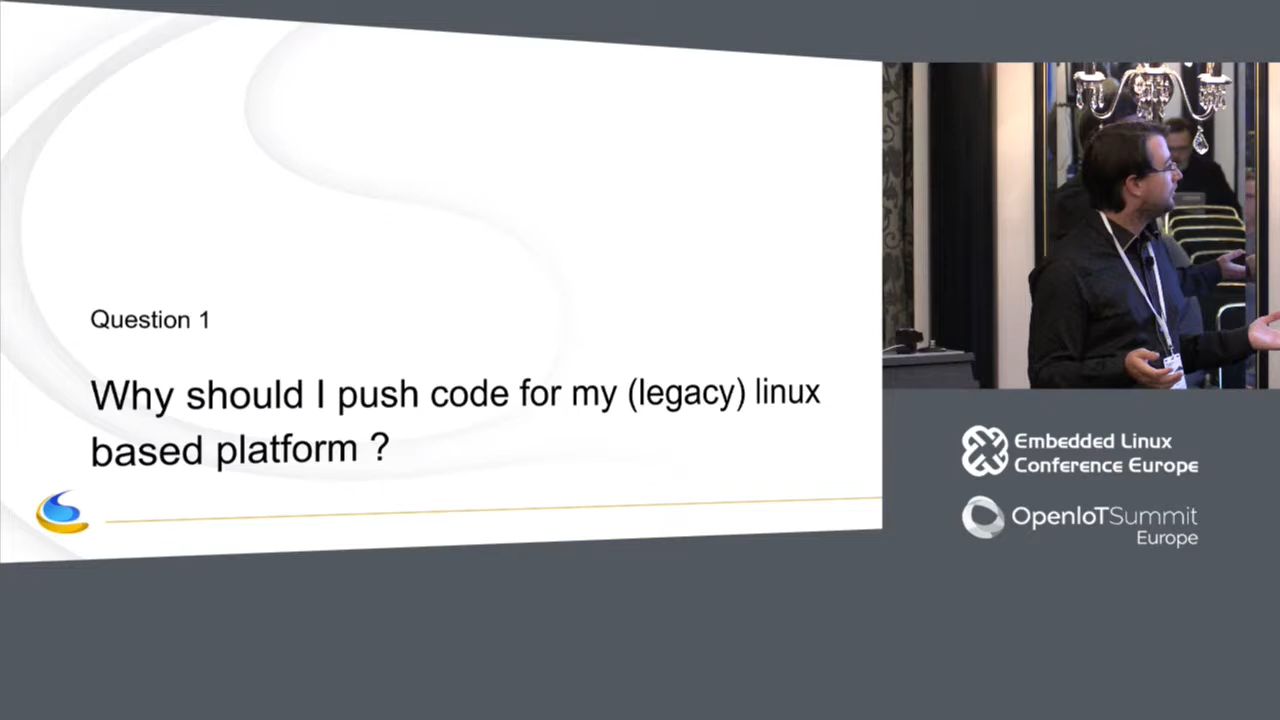 Question 1
Why should I push code for my (legacy) linux
based platform ?
Embedded Linux
Conference Europe
OpenIoTSummit
Europe